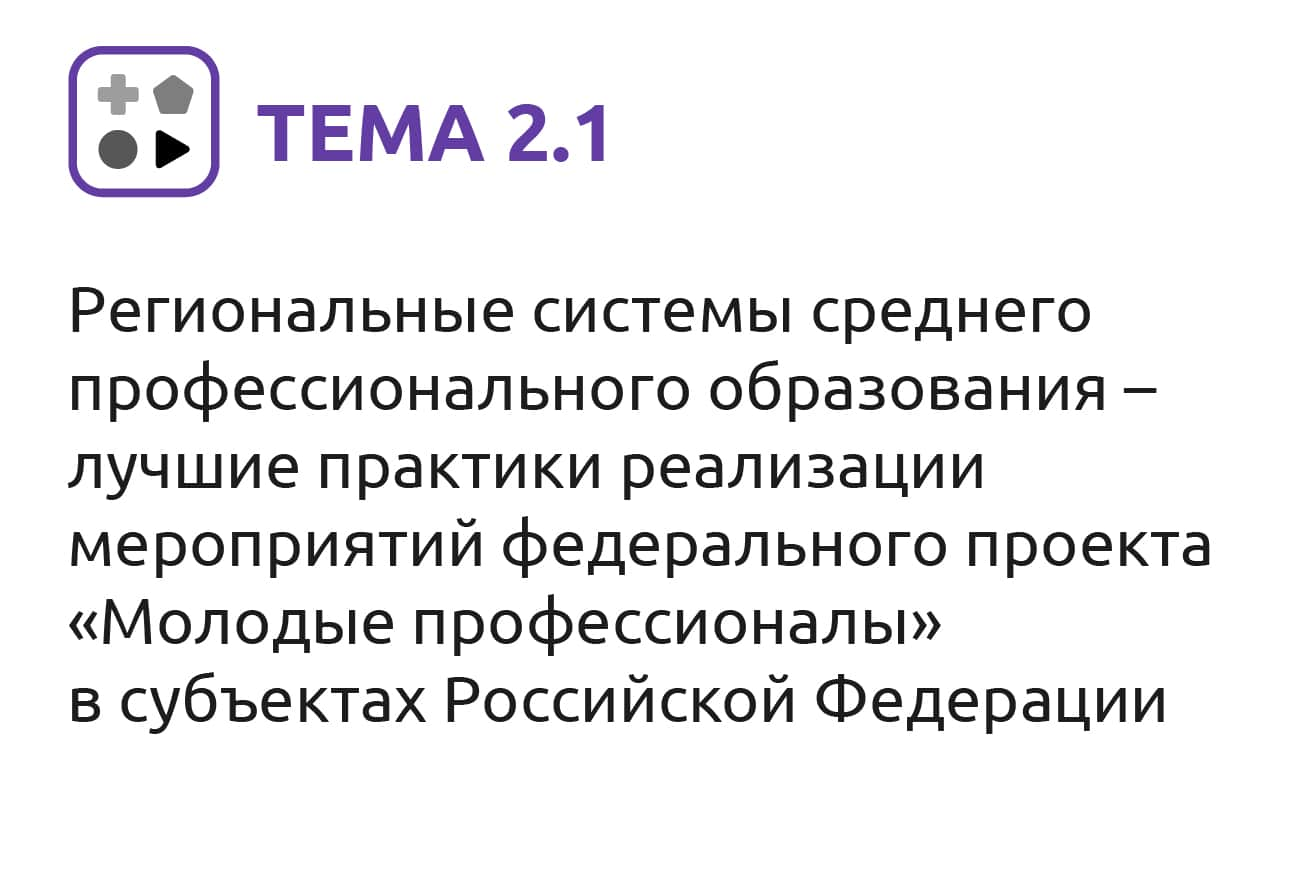 ТЕМА 2.1
Региональные системы среднего
профессионального образования –
лучшие практики реализации
мероприятий федерального проекта
«Молодые профессионалы»
в субъектах Российской Федерации